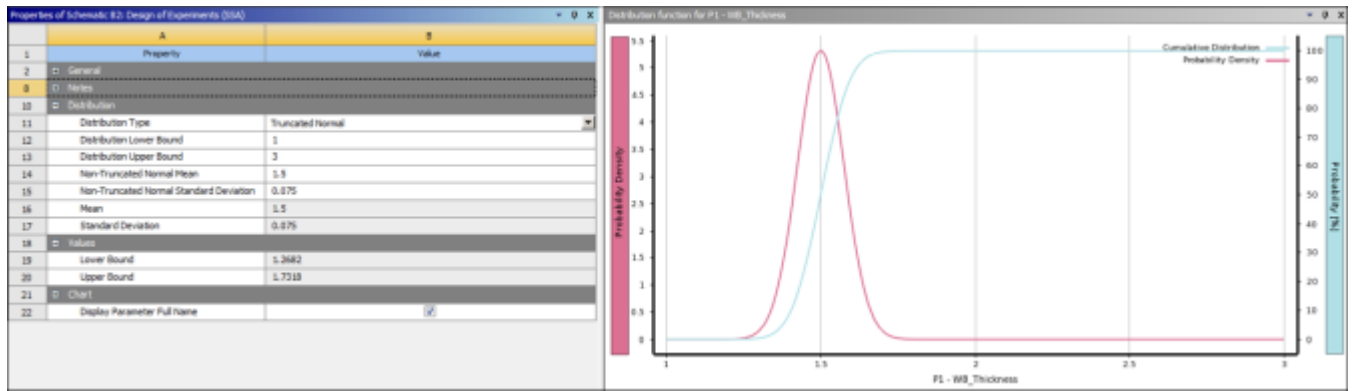 Properties of Schematic B2: Design of Experiments (SSA)
A B
1 Property Value
2 General
8 Notes
10 Distribution
11 Distribution Type Truncated Normal
12 Distribution Lower Bound 1
13 Distribution Upper Bound 3
14 Non-Truncated Normal Mean 1.5
15 Non-Truncated Normal Standard Deviation 0.075
16 Mean 1.5
17 Standard Deviation 0.075
18 Values
19 Lower Bound 1.2682
20 Upper Bound 1.7318
21 Chart
22 Display Parameter Full Name
Distribution function for P1 - WB_Thickness
Cumulative Distribution
Probability Density
Probability Density
5.5
5
4.5
4
3.5
3
2.5
2
1.5
1
0.5
0
100
90
80
70
60
50
40
30
20
10
0
Probability [%]
1 1.5 2 2.5 3
P1 - WB_Thickness